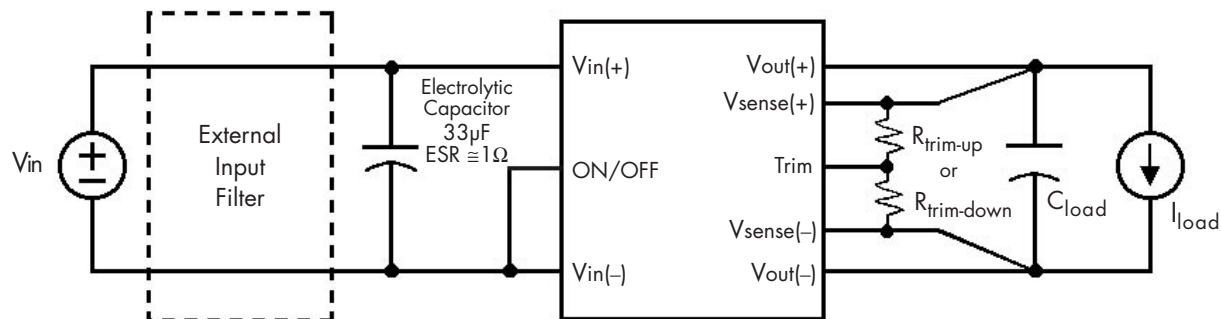 Vin
External
Input
Filter
Electrolytic
Capacitor
33µF
ESR ≅1Ω
Vin(+)
ON/OFF
Vin(–)
Vout(+)
Vsense(+)
Trim
Vsense(–)
Vout(–)
Rtrim-up
or
Rtrim-down
Cload
Iload